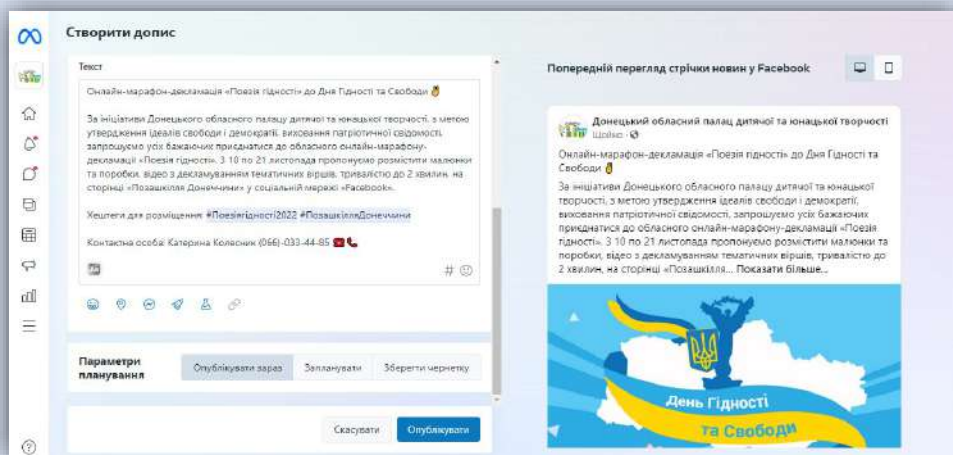 Створити допис
Текст
Онлайн-марафон-декламація «Поезія гідності» до Дня Гідності та Свободи
За ініціативи Донецького обласного палацу дитячої та юнацької творчості, з метою
утвердження ідеалів свободи і демократії, виховання патріотичної свідомості,
запрошуємо усіх бажаючих приєднатися до обласного онлайн-марафону-
декламації «Поезія гідності». З 10 по 21 листопада пропонуємо розмістити малюнки
та поробки, відео з декламуванням тематичних віршів, тривалістю до 2 хвилин, на
сторінці «Позашкілля Донеччини» у соціальній мережі «Facebook».
Хештеги для розміщення: #Поезіягідності2022 #ПозашкілляДонеччини
Контактна особа: Катерина Колесник (066)-033-44-85
Параметри
планування
Опублікувати зараз
Запланувати
Зберегти чернетку
Скасувати
Опублікувати
Попередній перегляд стрічки новин у Facebook
Донецький обласний палац дитячої та юнацької творчості
Щойно
Онлайн-марафон-декламація «Поезія гідності» до Дня Гідності та
Свободи
За ініціативи Донецького обласного палацу дитячої та юнацької
творчості, з метою утвердження ідеалів свободи і демократії,
виховання патріотичної свідомості, запрошуємо усіх бажаючих
приєднатися до обласного онлайн-марафону-декламації «Поезія
гідності». З 10 по 21 листопада пропонуємо розмістити малюнки та
поробки, відео з декламуванням тематичних віршів, тривалістю до
2 хвилин, на сторінці «Позашкілля... Показати більше...
День Гідності
та Свободи